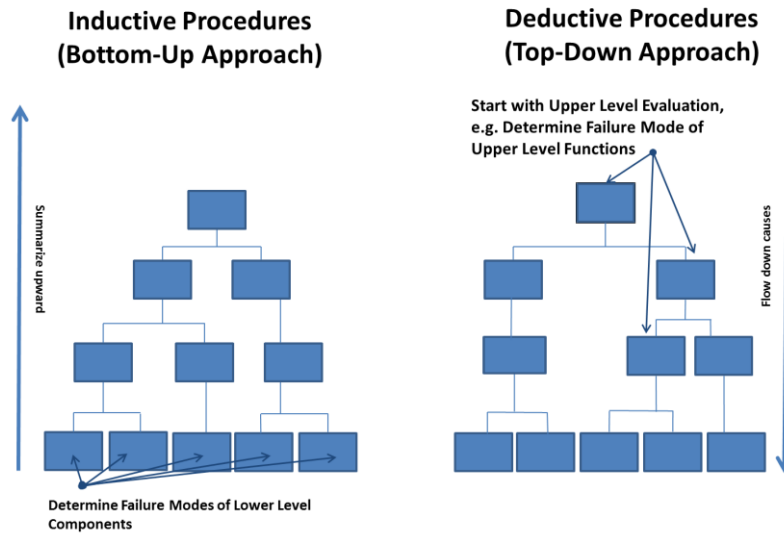 Inductive Procedures
(Bottom-Up Approach)
Deductive Procedures
(Top-Down Approach)
Start with Upper Level Evaluation,
e.g. Determine Failure Mode of
Upper Level Functions
Summarize upward
Flow down causes
Determine Failure Modes of Lower Level
Components